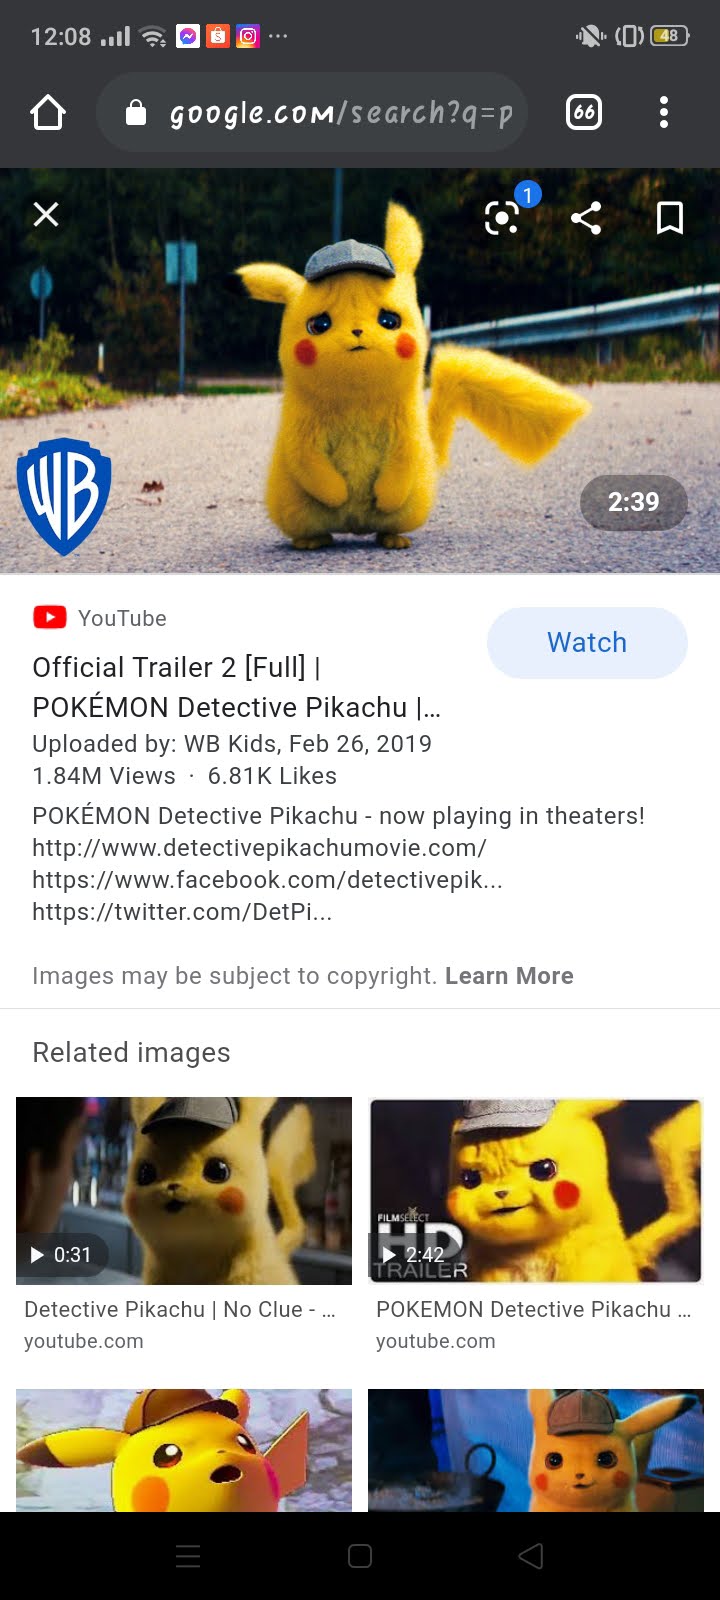 12:08
48
google.com/search?q=p
66
1
WB
2:39
YouTube
Watch
Official Trailer 2 [Full] |
POKÉMON Detective Pikachu |...
Uploaded by: WB Kids, Feb 26, 2019
1.84M Views · 6.81K Likes
POKÉMON Detective Pikachu - now playing in theaters!
http://www.detectivepikachumovie.com/
https://www.facebook.com/detectivepik...
https://twitter.com/DetPi...
Images may be subject to copyright. Learn More
Related images
0:31
FILMSELECT
HD
2:42
TRAILER
Detective Pikachu | No Clue - ...
youtube.com
POKEMON Detective Pikachu ...
youtube.com